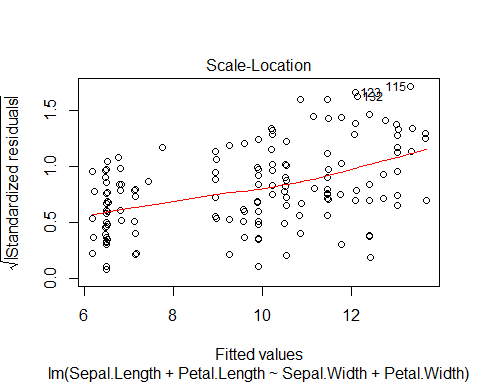 Scale-Location
√|Standardized residuals|
1.5
1.0
0.5
0.0
123
115
132
6
8
10
12
Fitted values
lm(Sepal.Length + Petal.Length ~ Sepal.Width + Petal.Width)